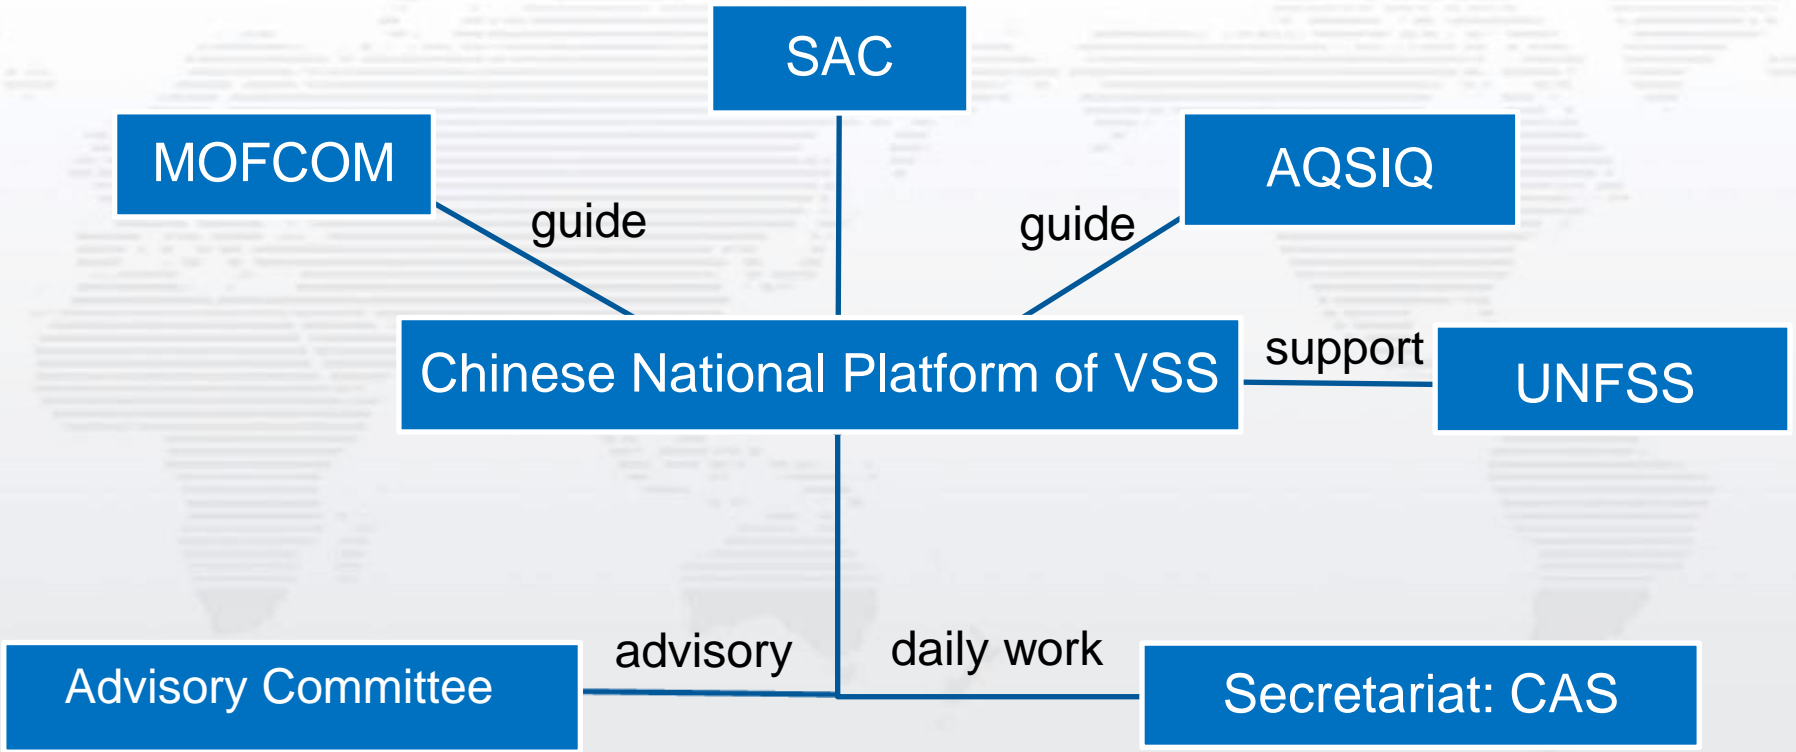 SAC
MOFCOM
AQSIQ
guide
guide
Chinese National Platform of VSS
support
UNFSS
advisory
daily work
Advisory Committee
Secretariat: CAS